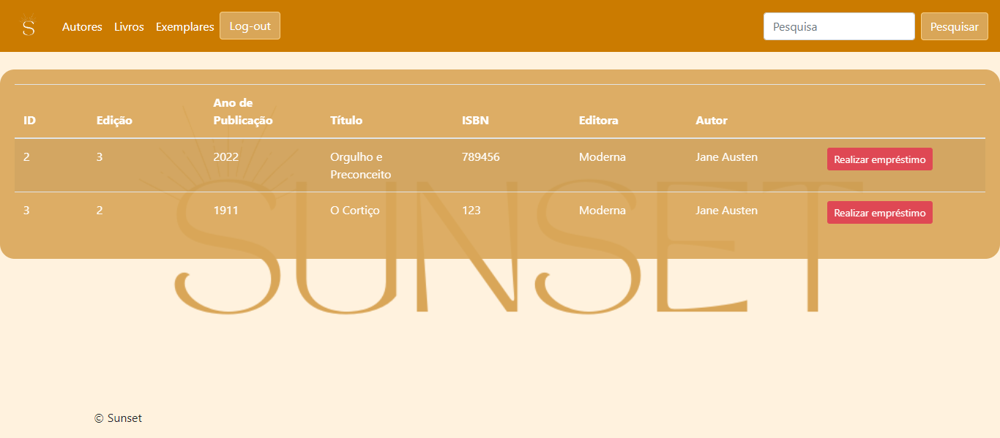 S Autores Livros Exemplares Log-out Pesquisa Pesquisar
ID Edição Ano de Publicação Título ISBN Editora Autor
2 3 2022 Orgulho e Preconceito 789456 Moderna Jane Austen Realizar empréstimo
3 2 1911 O Cortiço 123 Moderna Jane Austen Realizar empréstimo
SUNSET
© Sunset